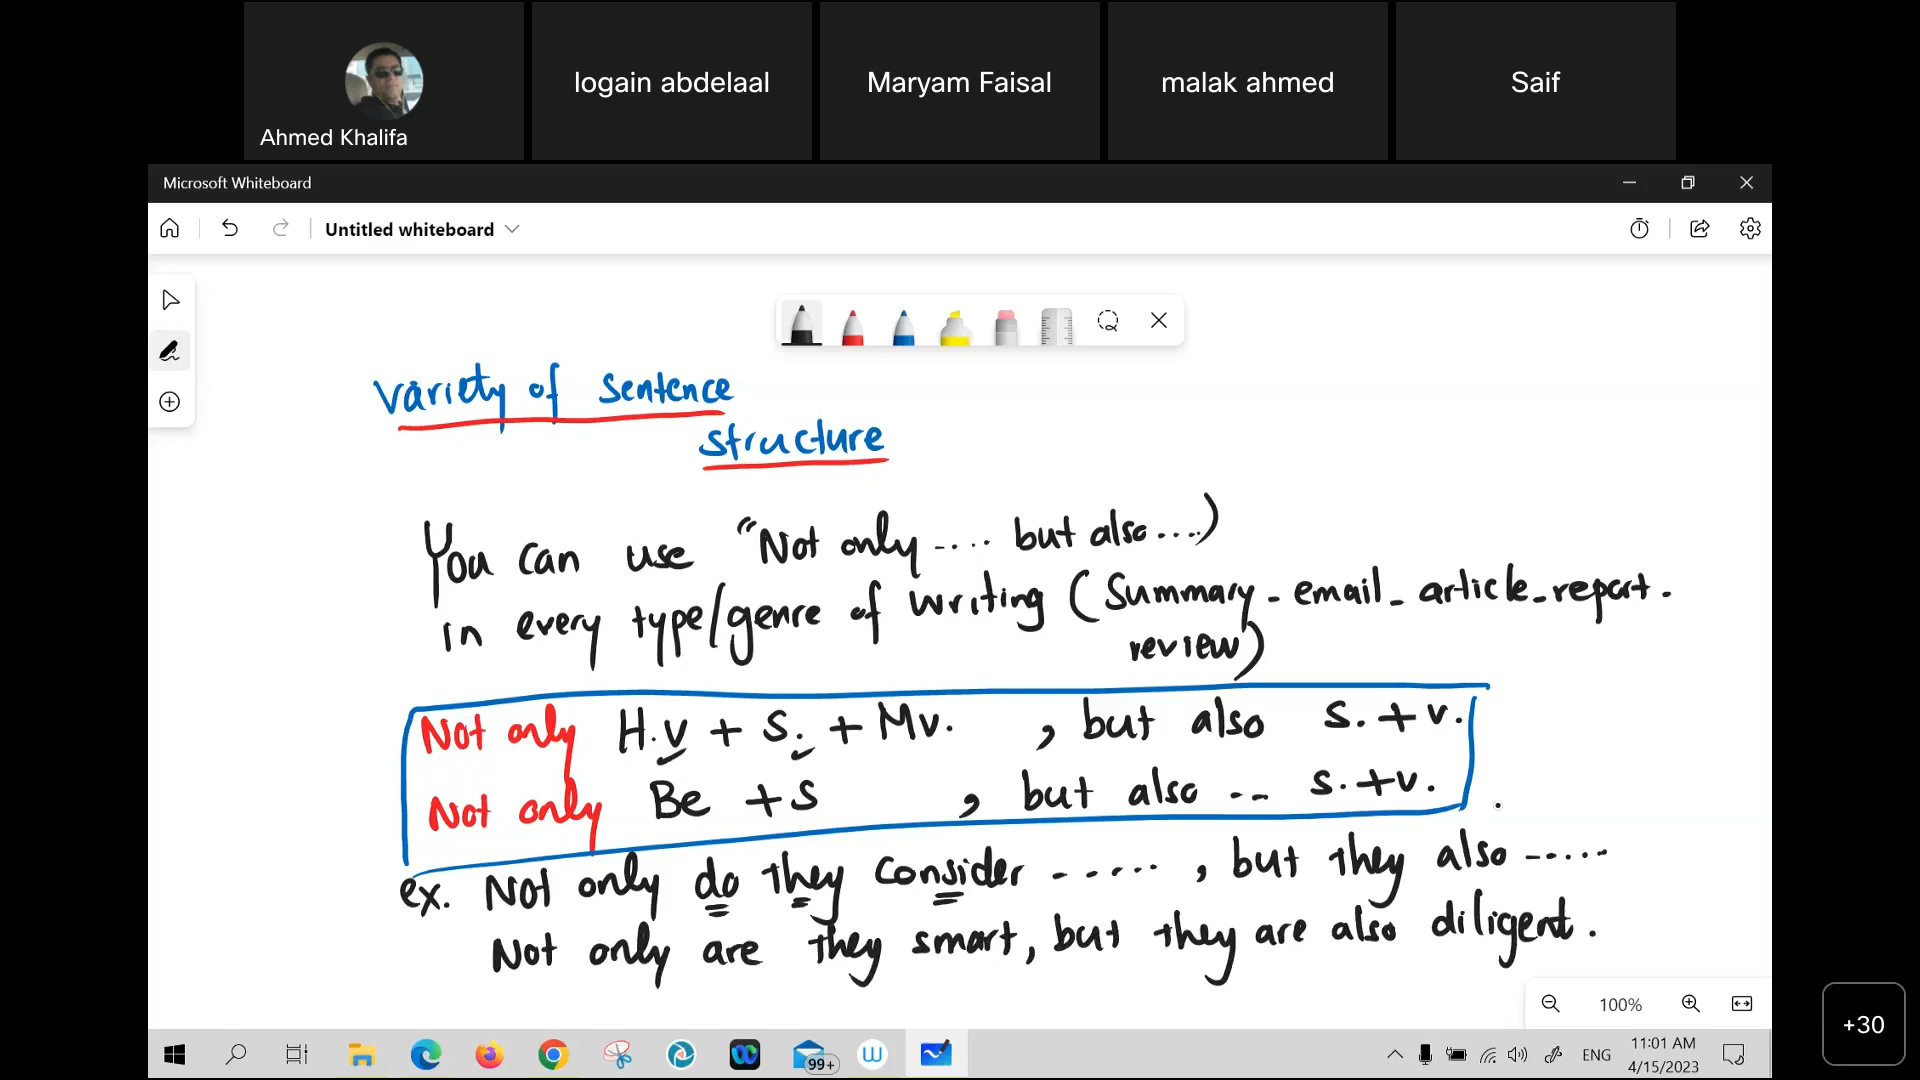 logain abdelaal
Maryam Faisal
malak ahmed
Saif
Ahmed Khalifa
Microsoft Whiteboard
Untitled whiteboard
Variety of sentence
structure
You can use "Not only .... but also ....)
in every type/genre of writing (Summary - email - article - report -
review)
Not only H.v + S. + Mv. , but also S. + v.
Not only Be + S , but also .. S. + v.
ex. Not only do they consider ...... , but they also ......
Not only are they smart, but they are also diligent.
100%
+30
99+
ENG
11:01 AM
4/15/2023